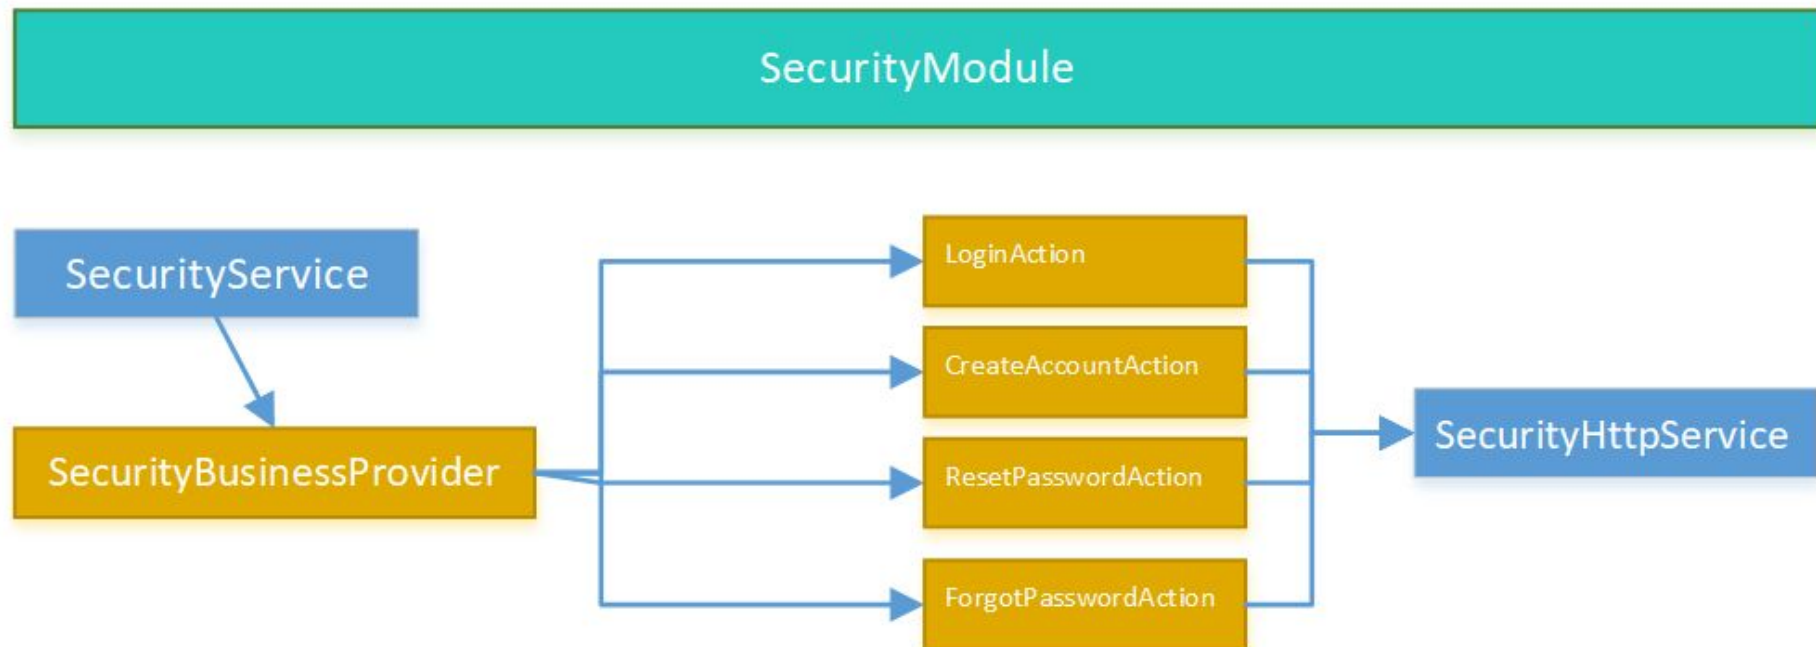 SecurityModule
SecurityService
SecurityBusinessProvider
LoginAction
CreateAccountAction
ResetPasswordAction
ForgotPasswordAction
SecurityHttpService